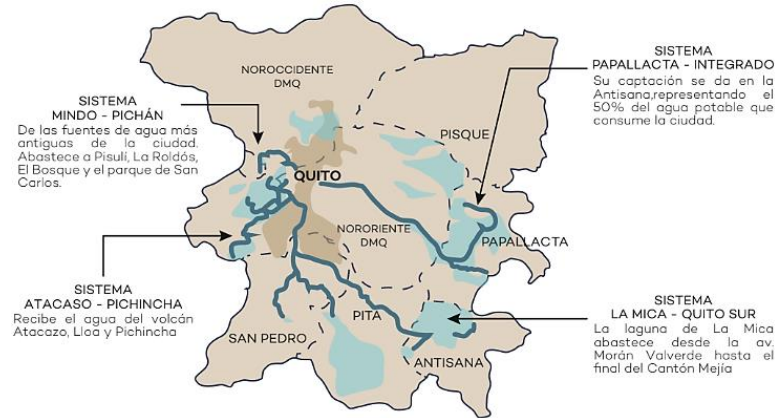 SISTEMA
MINDO - PICHÁN
De las fuentes de agua más
antiguas de la ciudad.
Abastece a Pisulí, La Roldós,
El Bosque y el parque de San
Carlos.
SISTEMA
ATACASO - PICHINCHA
Recibe el agua del volcán
Atacazo, Lloa y Pichincha
NOROCCIDENTE
DMQ
QUITO
PISQUE
NORORIENTE
DMQ
PAPALLACTA
SAN PEDRO
PITA
ANTISANA
SISTEMA
PAPALLACTA - INTEGRADO
Su captación se da en la
Antisana,representando el
50% del agua potable que
consume la ciudad.
SISTEMA
LA MICA - QUITO SUR
La laguna de La Mica
abastece desde la av.
Morán Valverde hasta el
final del Cantón Mejía